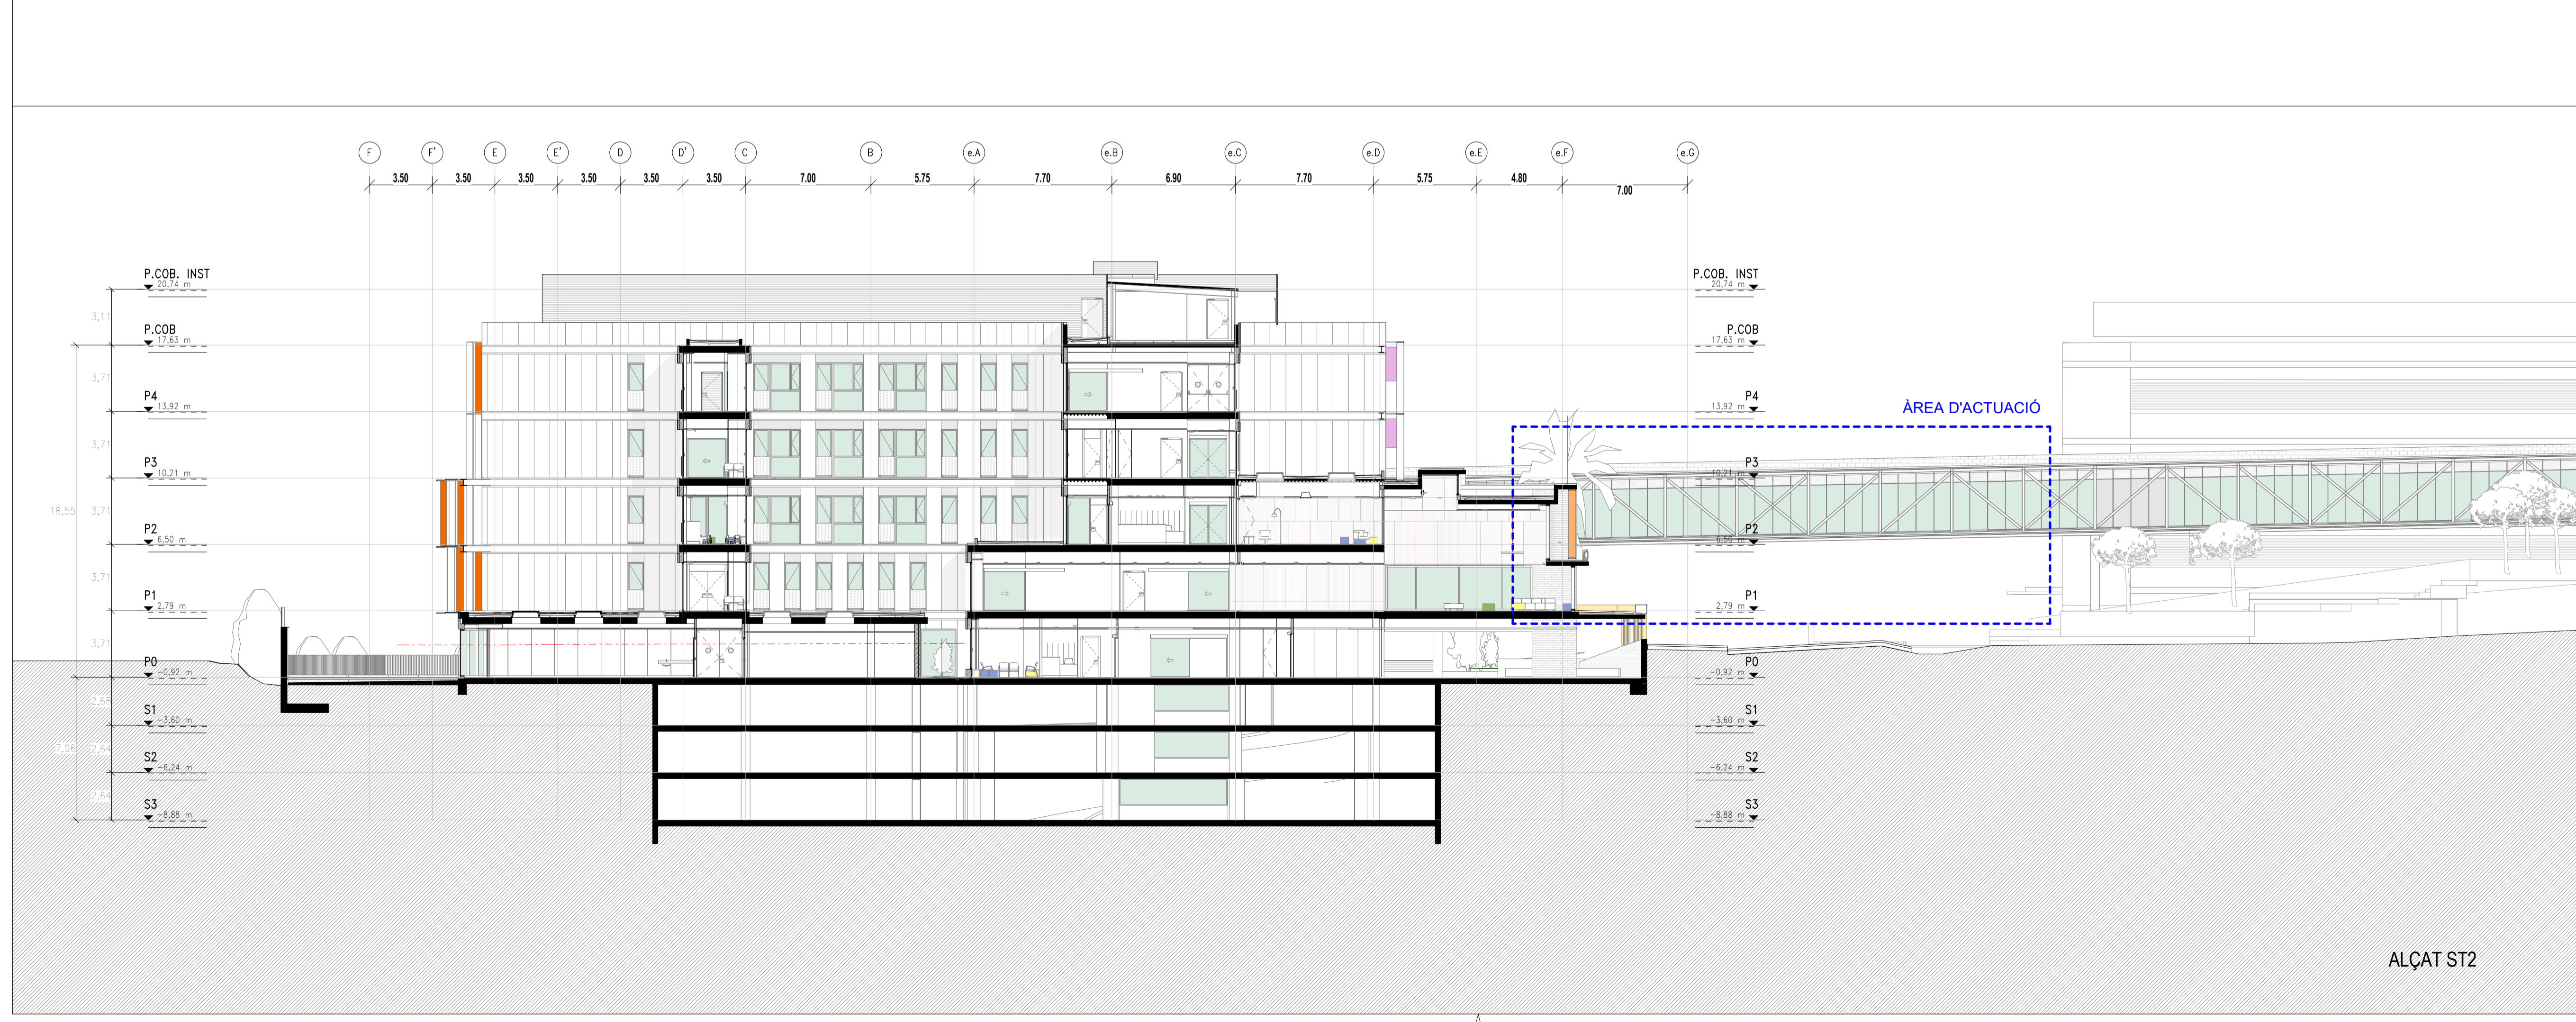 F F' E E' D D' C B e.A e.B e.C e.D e.E e.F e.G
3.50 3.50 3.50 3.50 3.50 3.50 7.00 5.75 7.70 6.90 7.70 5.75 4.80 7.00
P.COB. INST
20,74 m
3,11
P.COB
17,63 m
3,71
P4
13,92 m
3,71
P3
10,21 m
18,55
3,71
P2
6,50 m
3,71
P1
2,79 m
3,71
P0
-0,92 m
2,68
S1
-3,60 m
7,96
2,64
S2
-6,24 m
2,64
S3
-8,88 m
P.COB. INST
20,74 m
P.COB
17,63 m
P4
13,92 m
ÀREA D'ACTUACIÓ
P3
10,21 m
P2
6,50 m
P1
2,79 m
P0
-0,92 m
S1
-3,60 m
S2
-6,24 m
S3
-8,88 m
ALÇAT ST2